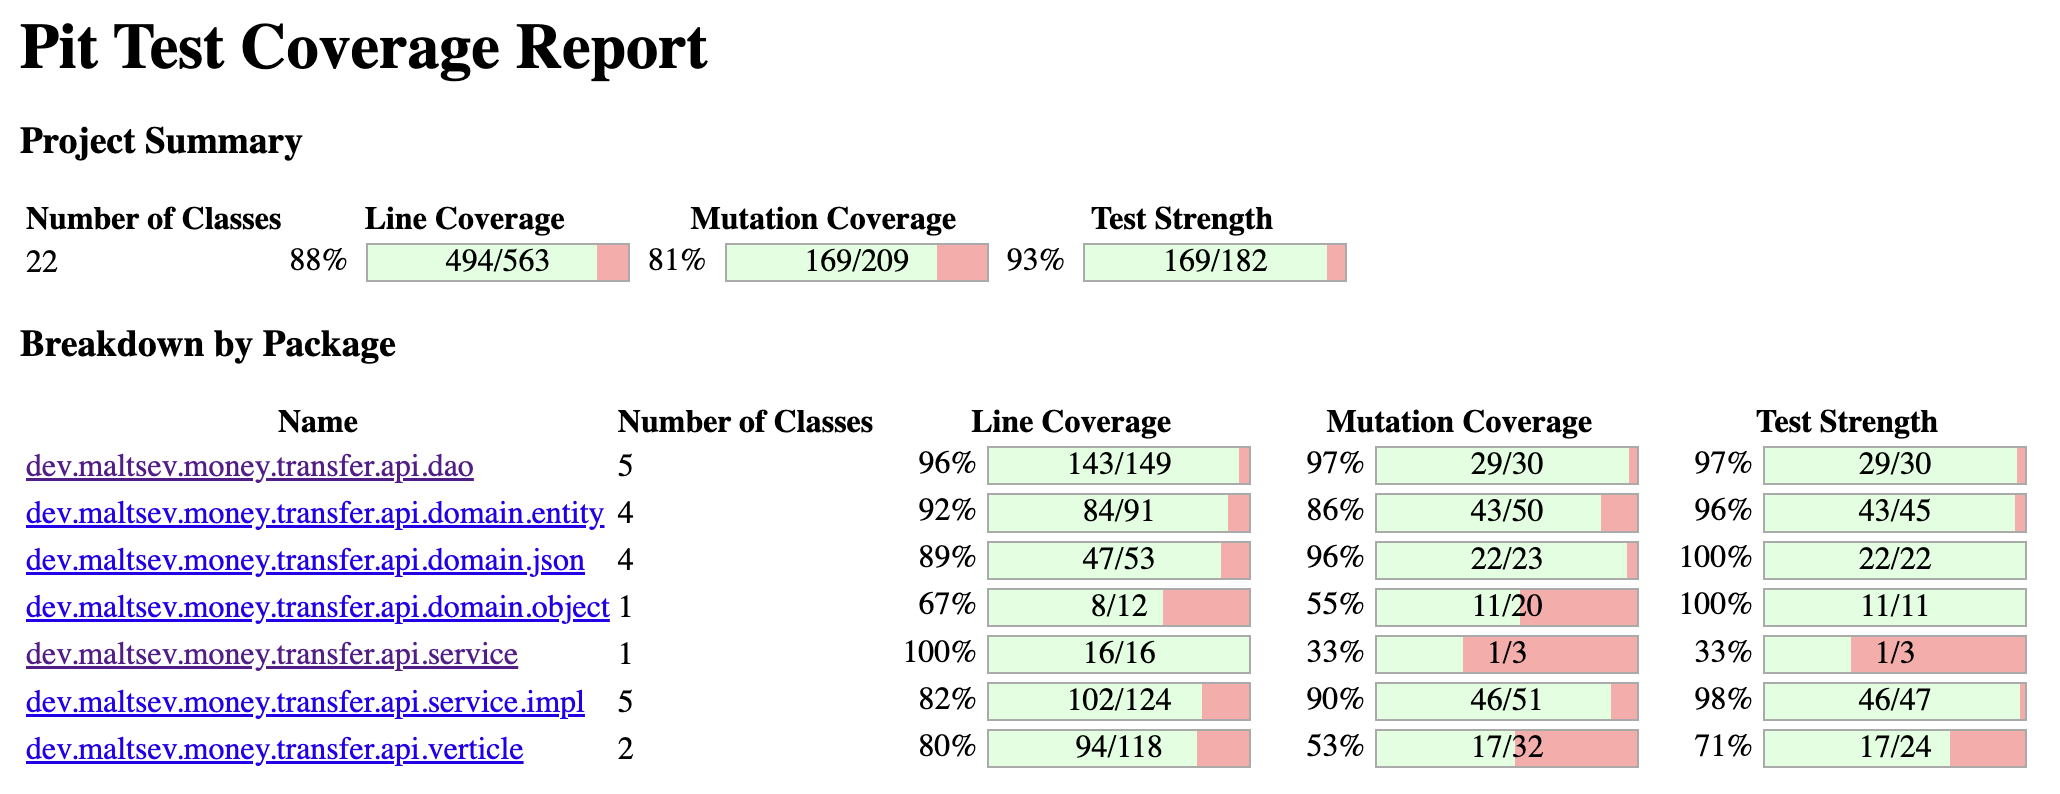 Pit Test Coverage Report
Project Summary
Number of Classes Line Coverage Mutation Coverage Test Strength
22 88% 494/563 81% 169/209 93% 169/182
Breakdown by Package
Name Number of Classes Line Coverage Mutation Coverage Test Strength
dev.maltsev.money.transfer.api.dao 5 96% 143/149 97% 29/30 97% 29/30
dev.maltsev.money.transfer.api.domain.entity 4 92% 84/91 86% 43/50 96% 43/45
dev.maltsev.money.transfer.api.domain.json 4 89% 47/53 96% 22/23 100% 22/22
dev.maltsev.money.transfer.api.domain.object 1 67% 8/12 55% 11/20 100% 11/11
dev.maltsev.money.transfer.api.service 1 100% 16/16 33% 1/3 33% 1/3
dev.maltsev.money.transfer.api.service.impl 5 82% 102/124 90% 46/51 98% 46/47
dev.maltsev.money.transfer.api.verticle 2 80% 94/118 53% 17/32 71% 17/24